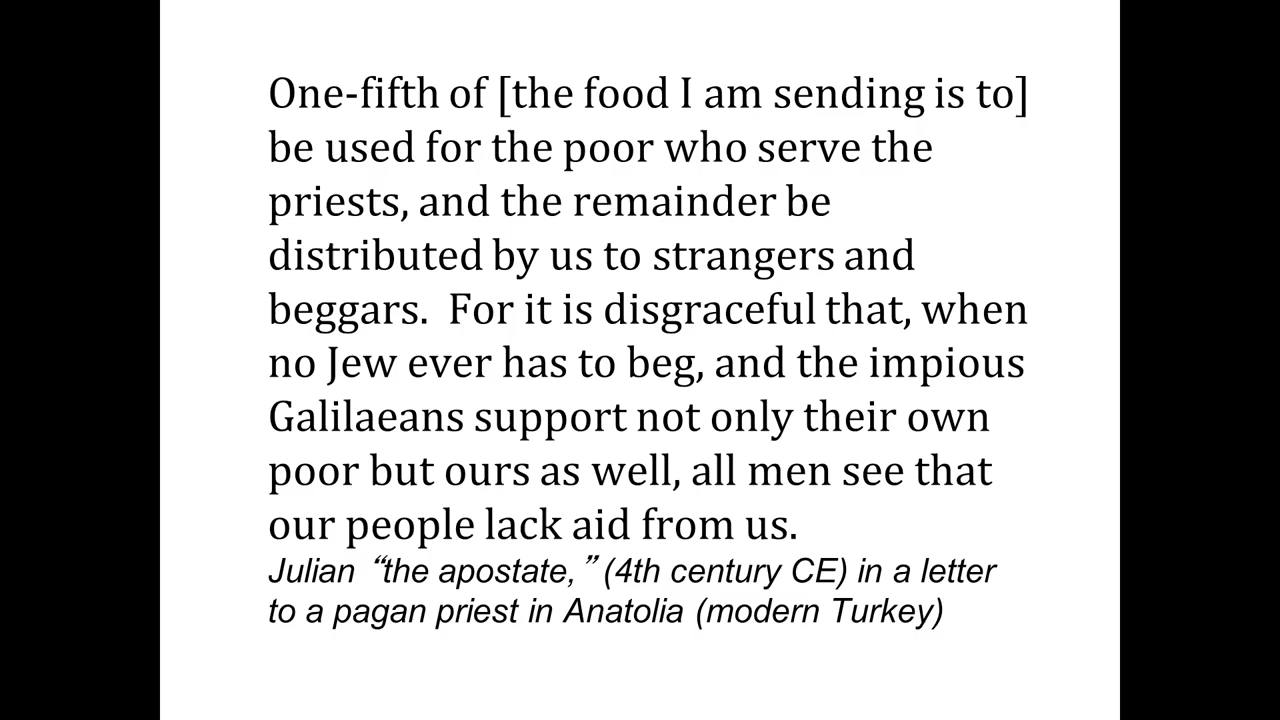 One-fifth of [the food I am sending is to]
be used for the poor who serve the
priests, and the remainder be
distributed by us to strangers and
beggars.  For it is disgraceful that, when
no Jew ever has to beg, and the impious
Galilaeans support not only their own
poor but ours as well, all men see that
our people lack aid from us.
Julian “the apostate,” (4th century CE) in a letter
to a pagan priest in Anatolia (modern Turkey)